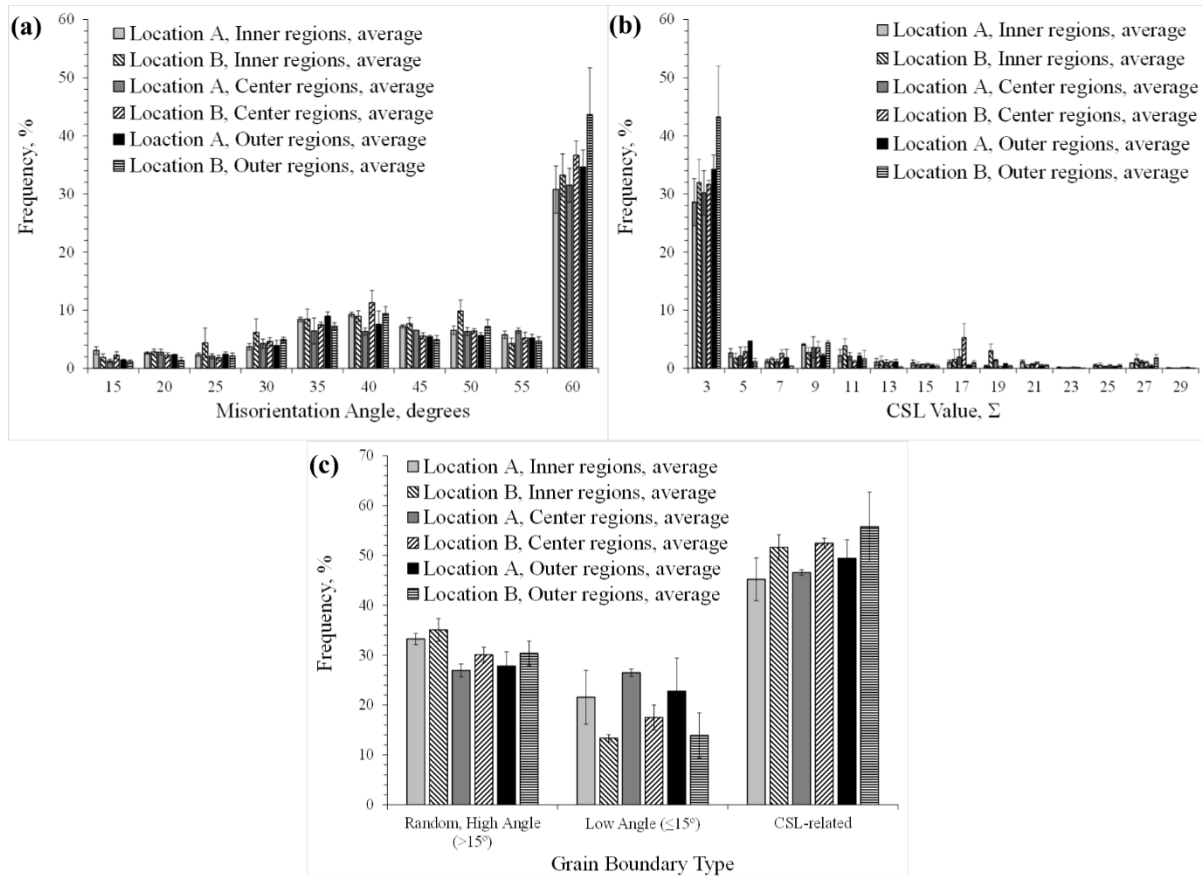 (a)
60
50
40
30
20
10
0
Frequency, %
Location A, Inner regions, average
Location B, Inner regions, average
Location A, Center regions, average
Location B, Center regions, average
Loaction A, Outer regions, average
Location B, Outer regions, average
15 20 25 30 35 40 45 50 55 60
Misorientation Angle, degrees
(b)
60
50
40
30
20
10
0
Frequency, %
Location A, Inner regions, average
Location B, Inner regions, average
Location A, Center regions, average
Location B, Center regions, average
Location A, Outer regions, average
Location B, Outer regions, average
3 5 7 9 11 13 15 17 19 21 23 25 27 29
CSL Value, Σ
(c)
70
60
50
40
30
20
10
0
Frequency, %
Location A, Inner regions, average
Location B, Inner regions, average
Location A, Center regions, average
Location B, Center regions, average
Location A, Outer regions, average
Location B, Outer regions, average
Random, High Angle
(>15°)
Low Angle (≤15°)
CSL-related
Grain Boundary Type